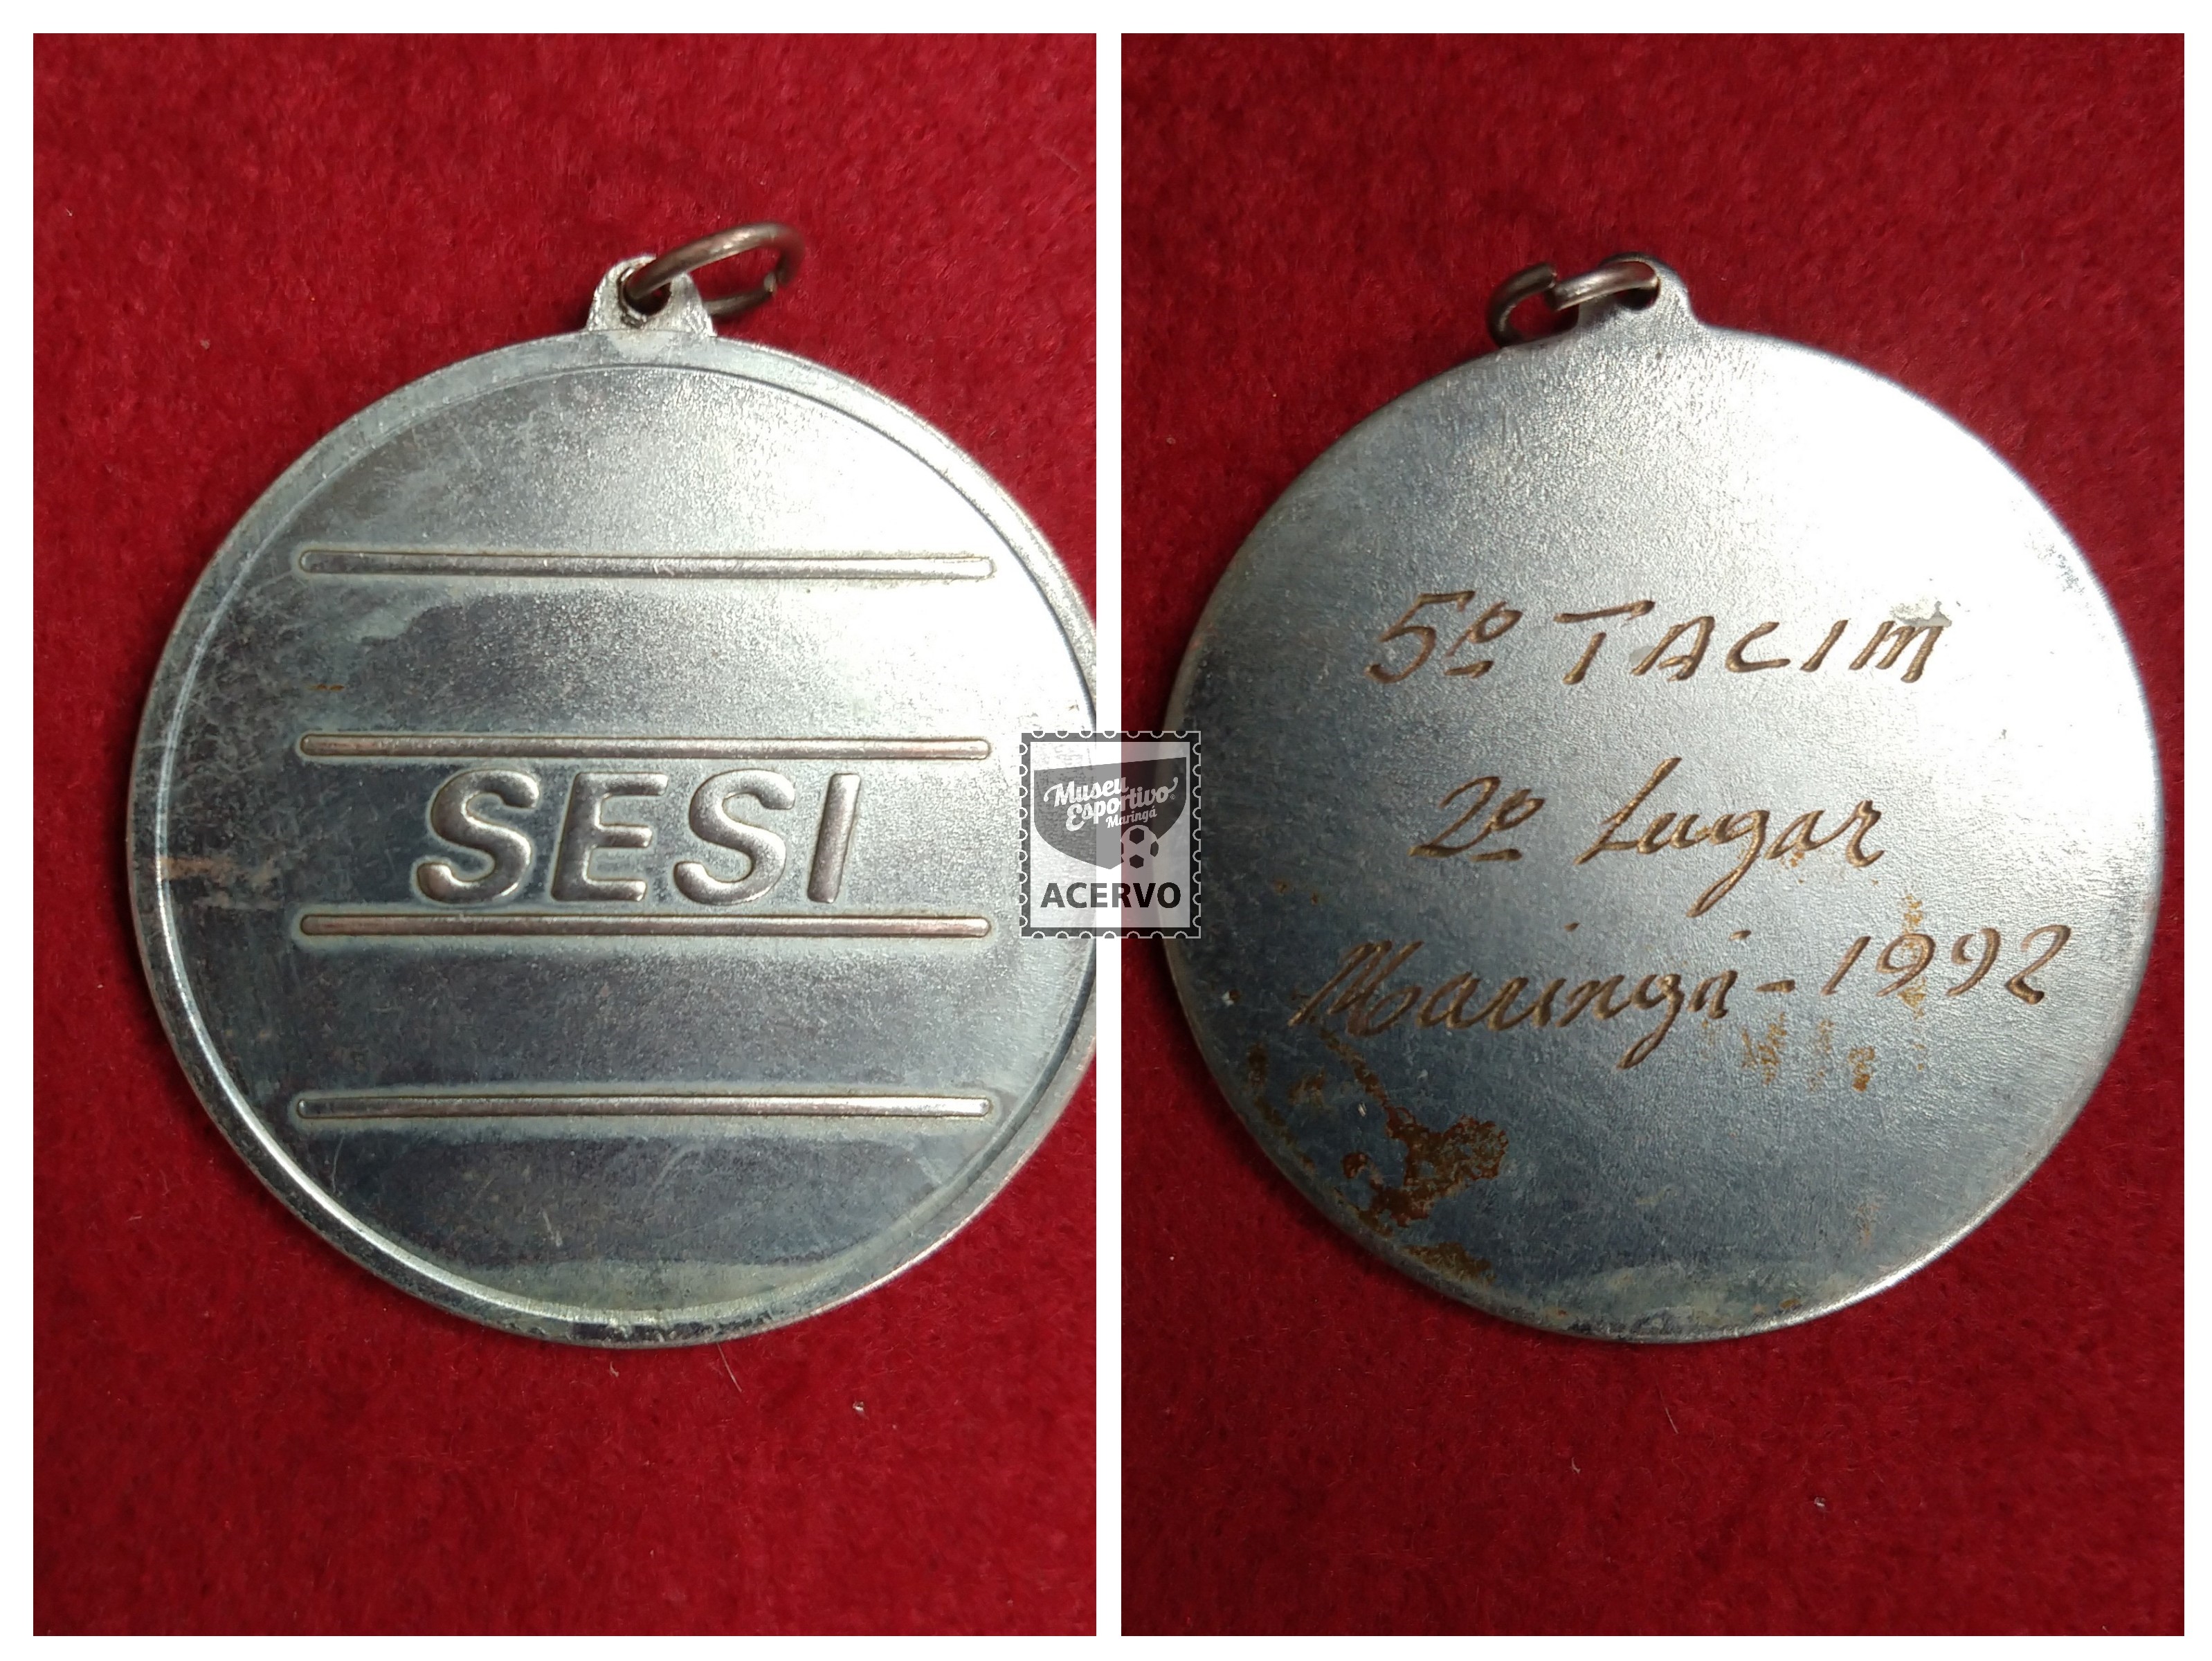 SESI
5º TACIM
2º Lugar
Maringá - 1992
Museu
Esportivo
Maringá
ACERVO